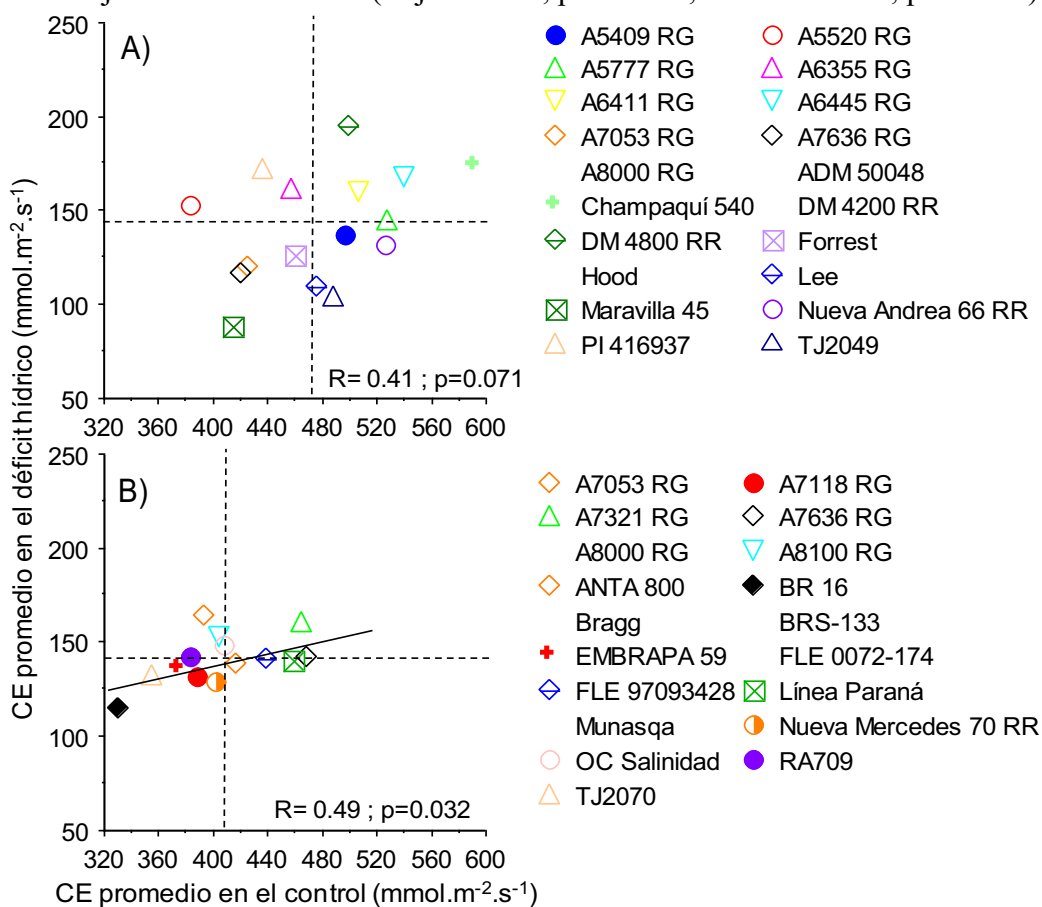 A)
250
200
150
100
50
320 360 400 440 480 520 560 600
R= 0.41 ; p=0.071
A5409 RG A5520 RG
A5777 RG A6355 RG
A6411 RG A6445 RG
A7053 RG A7636 RG
A8000 RG ADM 50048
Champaquí 540 DM 4200 RR
DM 4800 RR Forrest
Hood Lee
Maravilla 45 Nueva Andrea 66 RR
PI 416937 TJ2049
CE promedio en el déficit hídrico (mmol.m-2.s-1)
B)
250
200
150
100
50
320 360 400 440 480 520 560 600
R= 0.49 ; p=0.032
A7053 RG A7118 RG
A7321 RG A7636 RG
A8000 RG A8100 RG
ANTA 800 BR 16
Bragg BRS-133
EMBRAPA 59 FLE 0072-174
FLE 97093428 Línea Paraná
Munasqa Nueva Mercedes 70 RR
OC Salinidad RA709
TJ2070
CE promedio en el control (mmol.m-2.s-1)